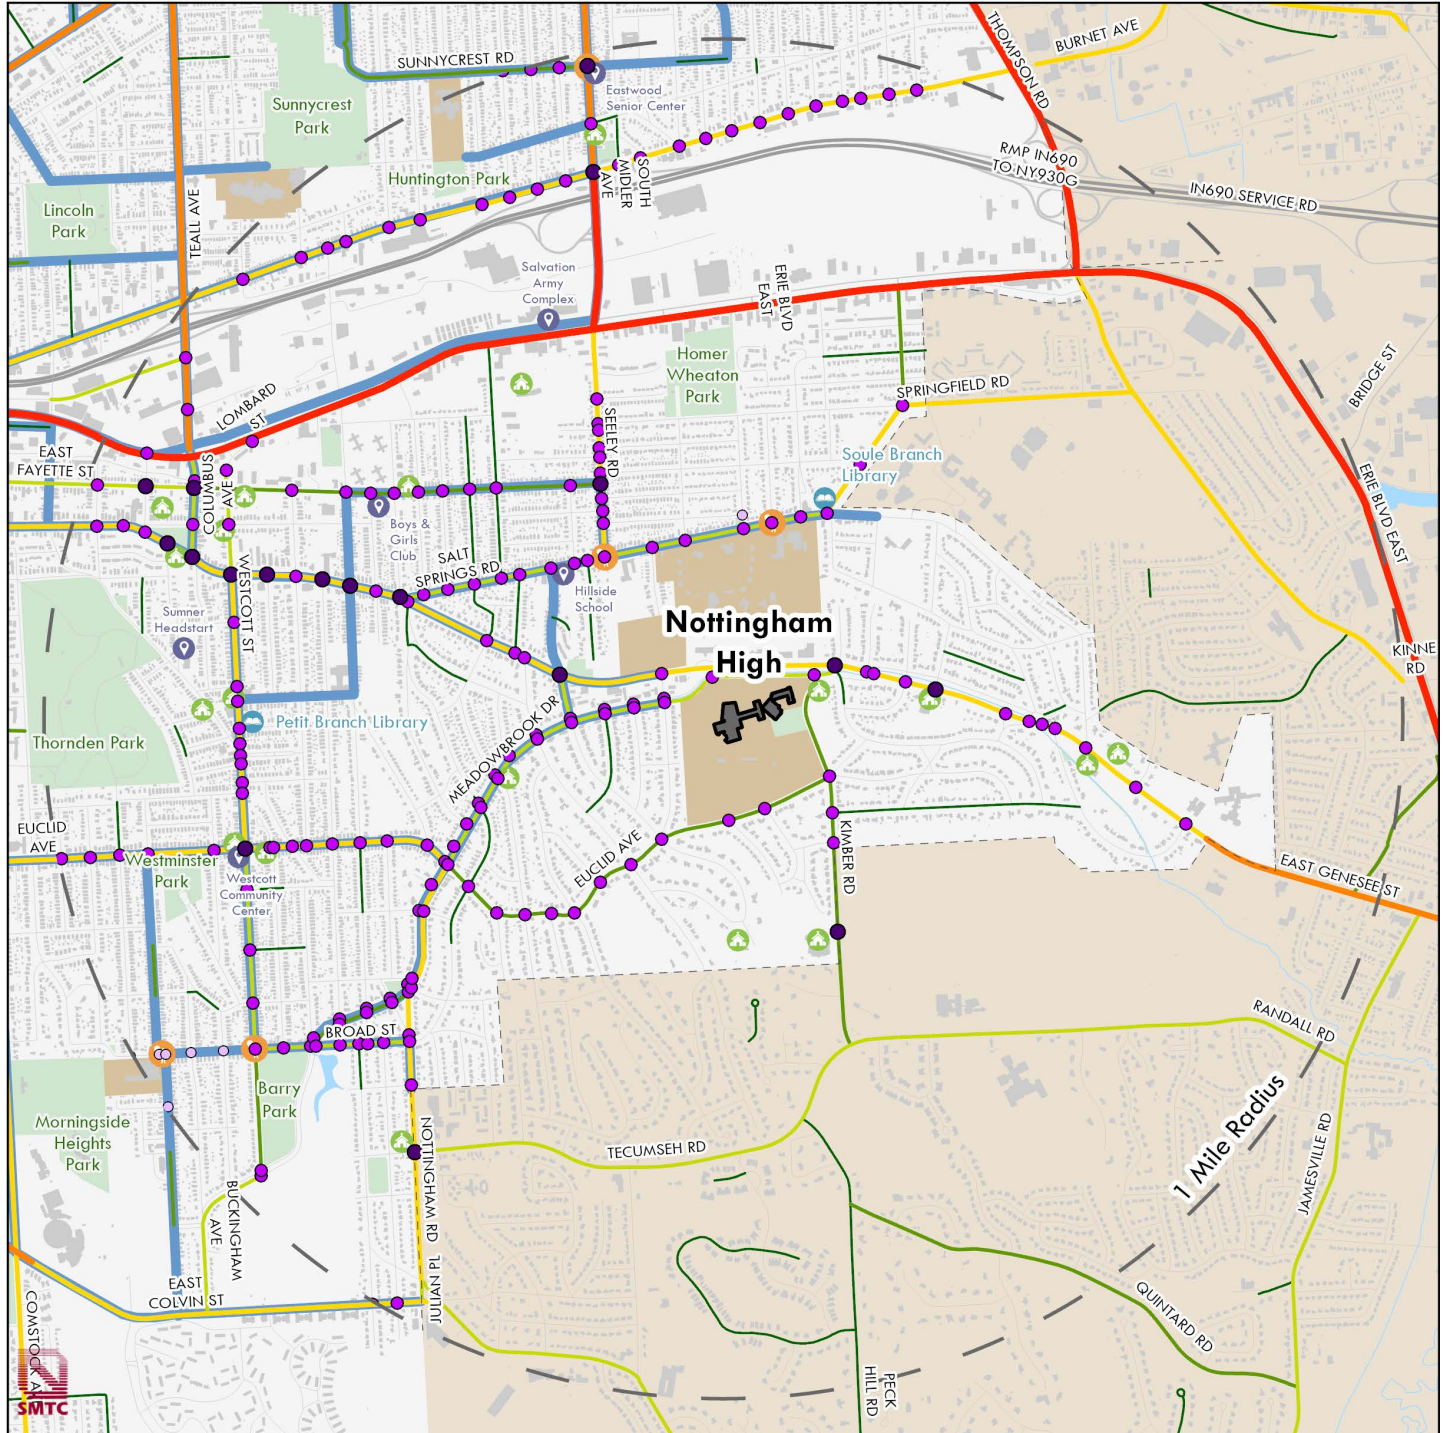 SUNNYCREST RD
THOMPSON RD
BURNET AVE
Eastwood
Senior Center
Sunnycrest
Park
RMP IN690
TO NY930G
IN690 SERVICE RD
Huntington Park
SOUTH
MIDLER
AVE
TEALL AVE
Lincoln
Park
Salvation
Army
Complex
ERIE BLVD
EAST
Homer
Wheaton
Park
BRIDGE ST
SPRINGFIELD RD
LOMBARD
ST
SEELEY RD
EAST
FAYETTE ST
COLUMBUS
AVE
Soule Branch
Library
ERIE BLVD EAST
Boys &
Girls
Club
SALT
SPRINGS RD
Hillside
School
Sumner
Headstart
WESTCOTT ST
Nottingham
High
KINNE
RD
Petit Branch Library
Thornden Park
MEADOWBROOK DR
EUCLID
AVE
Westminster
Park
Westcott
Community
Center
EUCLID AVE
KIMBER RD
EAST GENESEE ST
BROAD ST
RANDALL RD
Barry
Park
Morningside
Heights
Park
1 Mile Radius
JAMESVILLE RD
NOTTINGHAM RD
TECUMSEH RD
BUCKINGHAM
AVE
EAST
COLVIN ST
JULIAN PL
QUINTARD RD
COMSTOCK A
PECK
HILL RD
SMTC